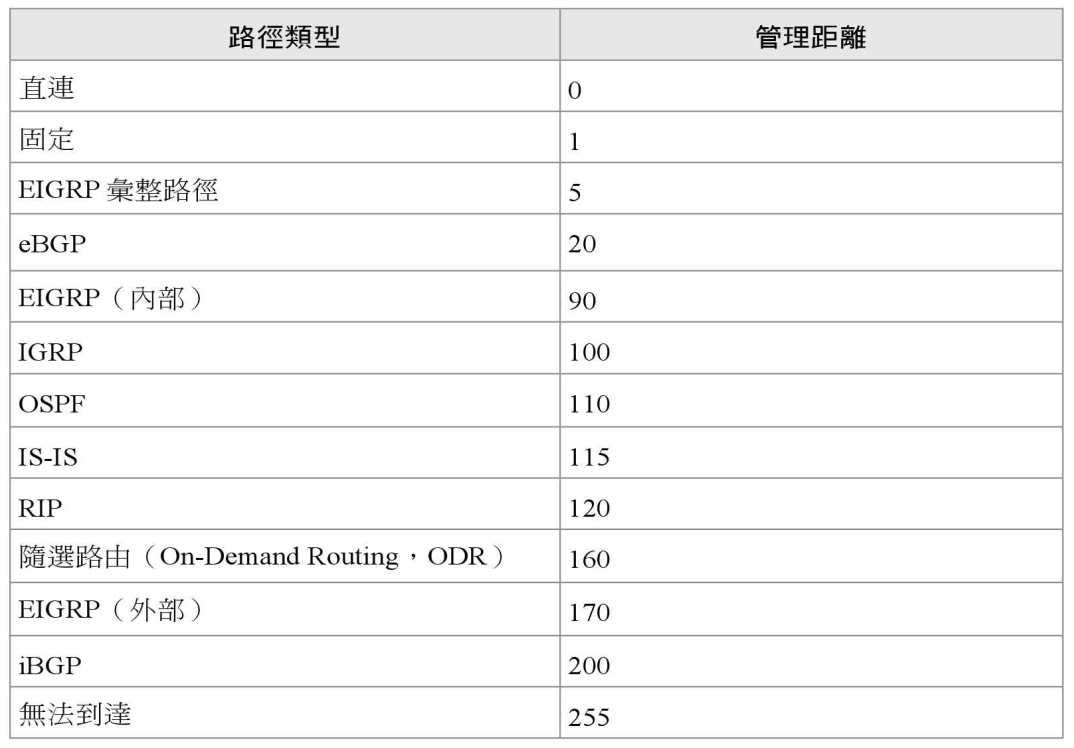 路徑類型 管理距離
直連 0
固定 1
EIGRP 彙整路徑 5
eBGP 20
EIGRP（內部） 90
IGRP 100
OSPF 110
IS-IS 115
RIP 120
隨選路由（On-Demand Routing，ODR） 160
EIGRP（外部） 170
iBGP 200
無法到達 255